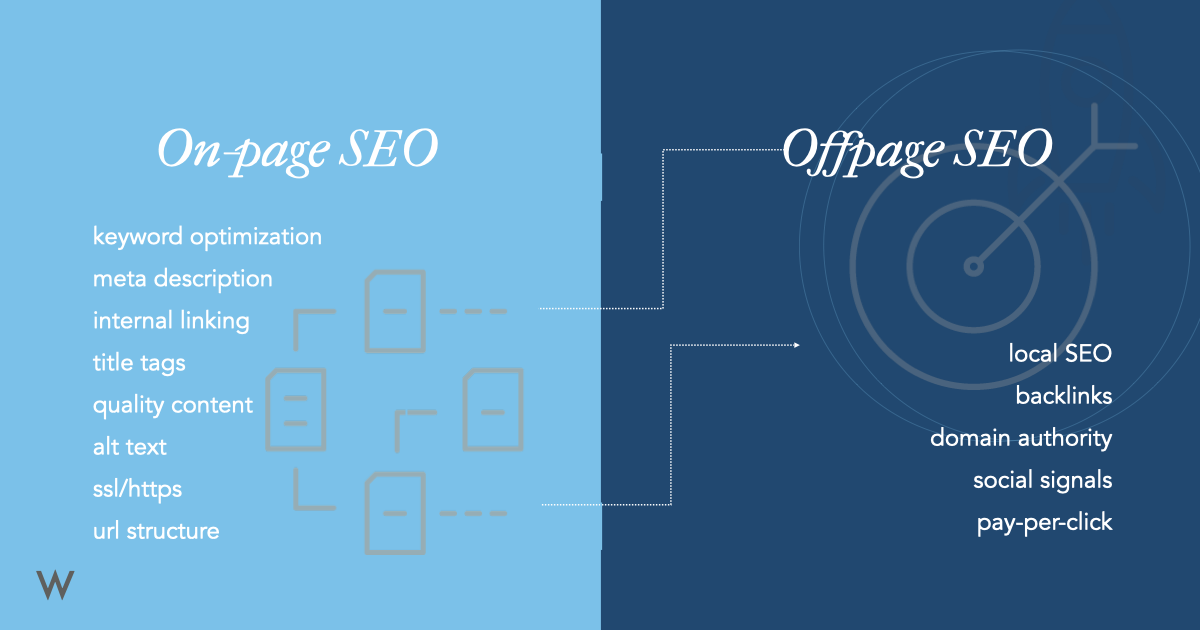 On-page SEO
keyword optimization
meta description
internal linking
title tags
quality content
alt text
ssl/https
url structure
W
Offpage SEO
local SEO
backlinks
domain authority
social signals
pay-per-click